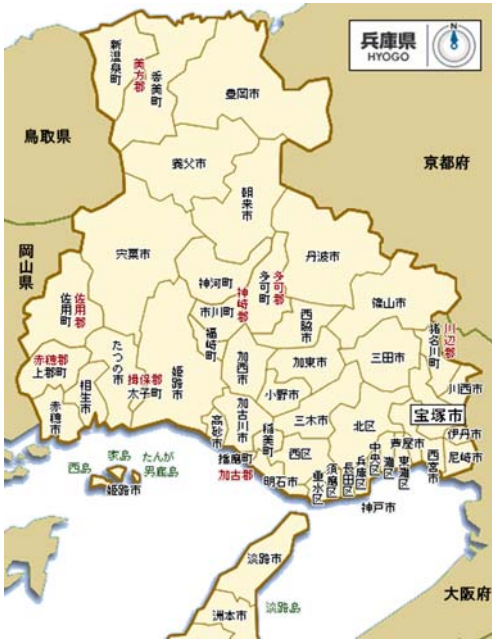 兵庫県
HYOGO
N
鳥取県
京都府
岡山県
大阪府
新温泉町
美方郡
香美町
豊岡市
養父市
朝来市
宍粟市
丹波市
神河町
神崎郡
多可町
多可郡
篠山市
佐用町
佐用郡
市川町
福崎町
西脇市
猪名川町
川辺郡
赤穂郡
上郡町
たつの市
揖保郡
太子町
姫路市
加西市
加東市
三田市
川西市
相生市
赤穂市
小野市
宝塚市
高砂市
加古川市
稲美町
三木市
北区
伊丹市
尼崎市
西宮市
芦屋市
東灘区
灘区
中央区
兵庫区
長田区
須磨区
垂水区
西区
明石市
播磨町
加古郡
神戸市
西島
家島
たんが
男鹿島
姫路市
淡路市
淡路島
洲本市